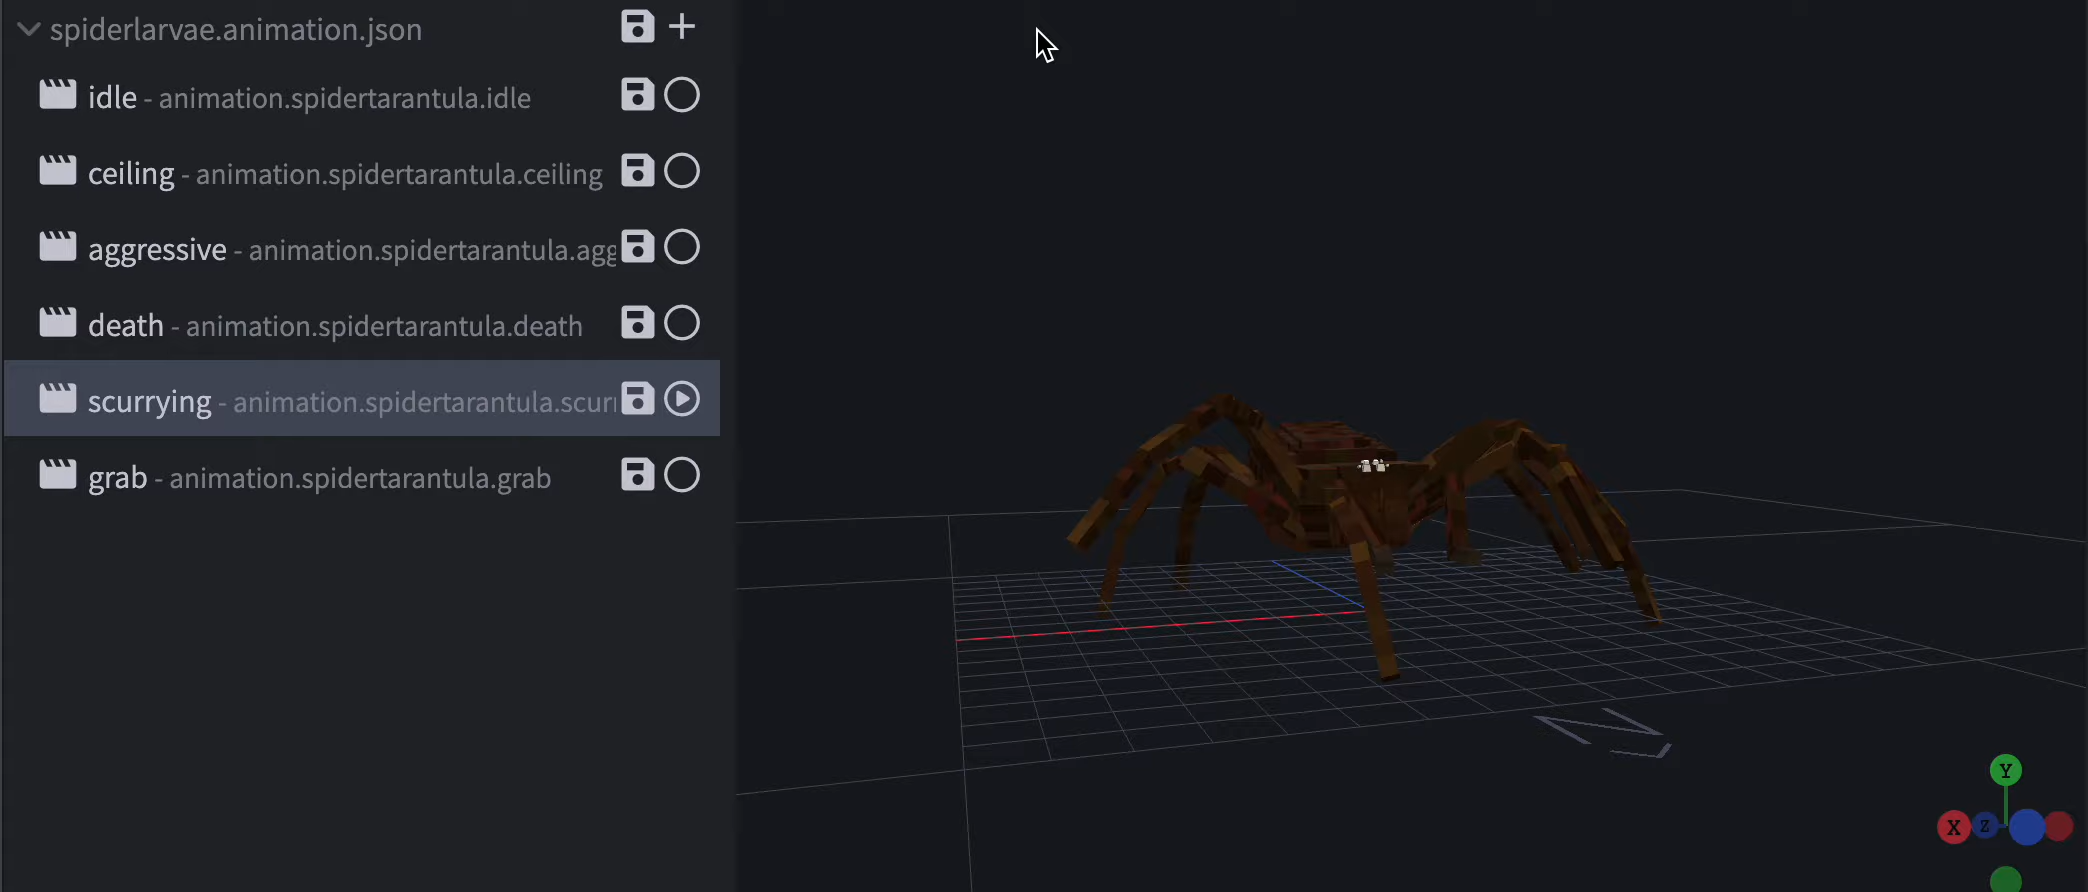 spiderlarvae.animation.json
idle - animation.spidertarantula.idle
ceiling - animation.spidertarantula.ceiling
aggressive - animation.spidertarantula.agg
death - animation.spidertarantula.death
scurrying - animation.spidertarantula.scurr
grab - animation.spidertarantula.grab
N
Y
X Z